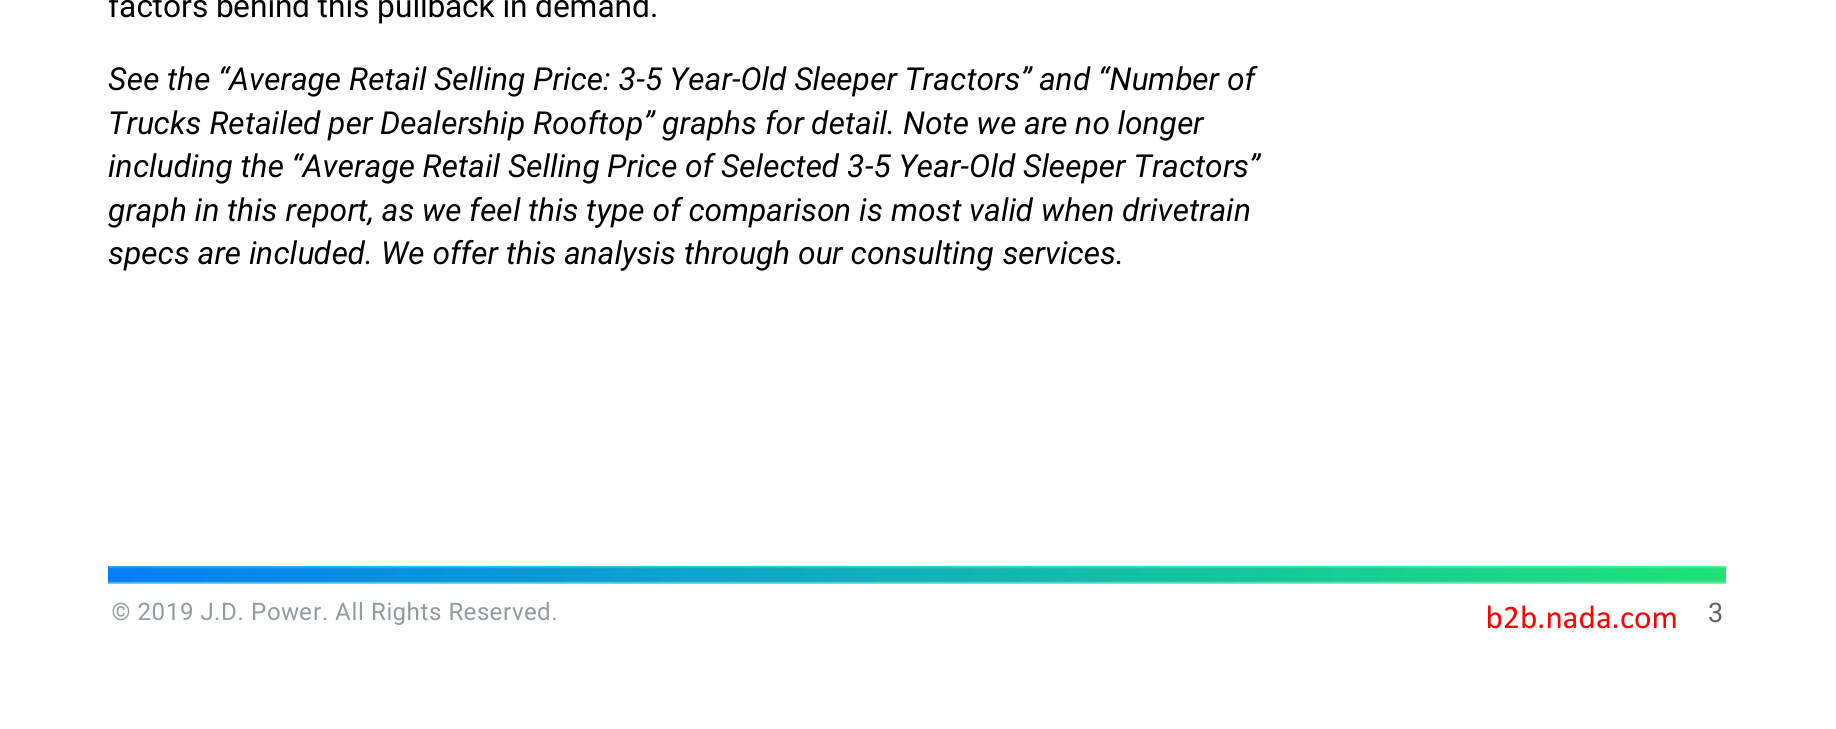 factors behind this pullback in demand.
See the “Average Retail Selling Price: 3-5 Year-Old Sleeper Tractors” and “Number of
Trucks Retailed per Dealership Rooftop” graphs for detail. Note we are no longer
including the “Average Retail Selling Price of Selected 3-5 Year-Old Sleeper Tractors”
graph in this report, as we feel this type of comparison is most valid when drivetrain
specs are included. We offer this analysis through our consulting services.
© 2019 J.D. Power. All Rights Reserved.
b2b.nada.com 3